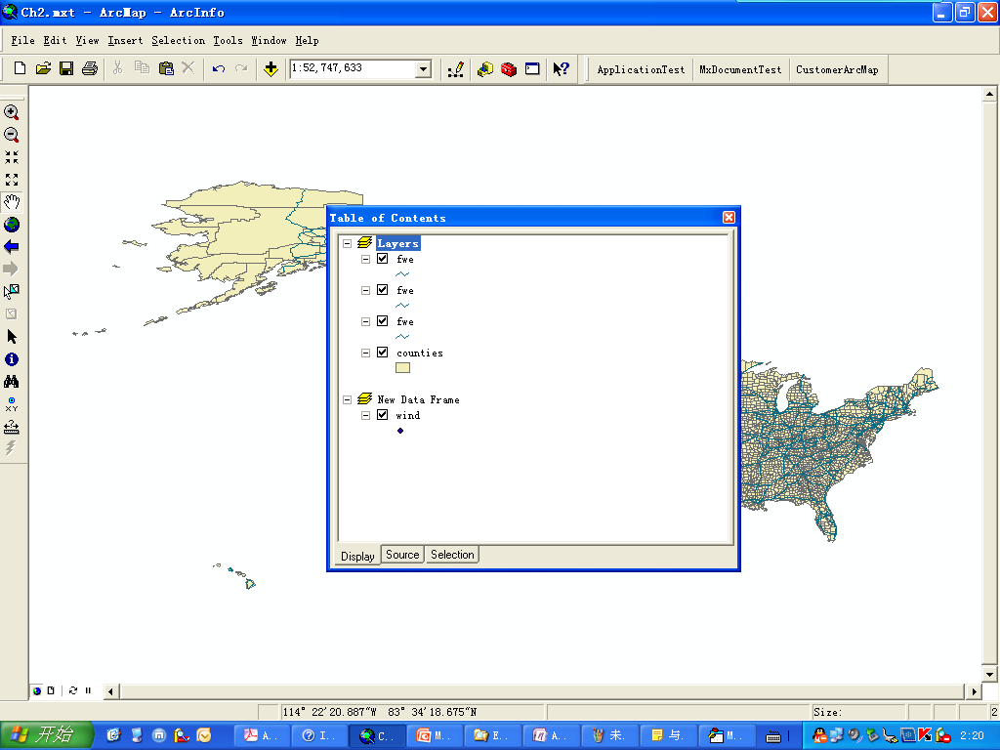 Ch2.mxt - ArcMap - ArcInfo
File Edit View Insert Selection Tools Window Help
1:52,747,633
ApplicationTest MxDocumentTest CustomerArcMap
XY
Table of Contents
Layers
fwe
fwe
fwe
counties
New Data Frame
wind
Display Source Selection
114° 22'20.887"W 83° 34'18.675"N Size: 2
开始 A.. I.. C.. M.. E.. A.. 未. 与. M.. 2:20